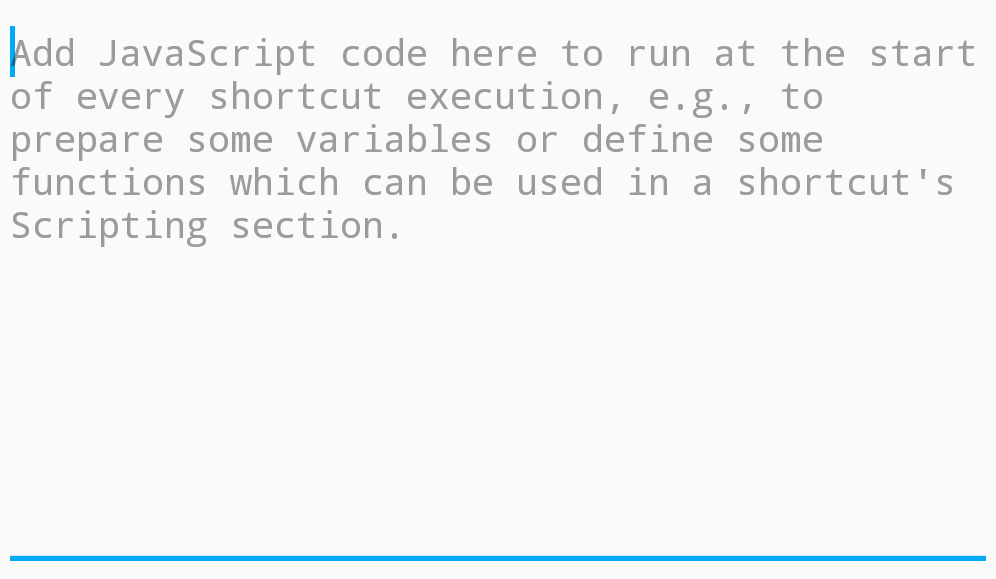 Add JavaScript code here to run at the start
of every shortcut execution, e.g., to
prepare some variables or define some
functions which can be used in a shortcut's
Scripting section.